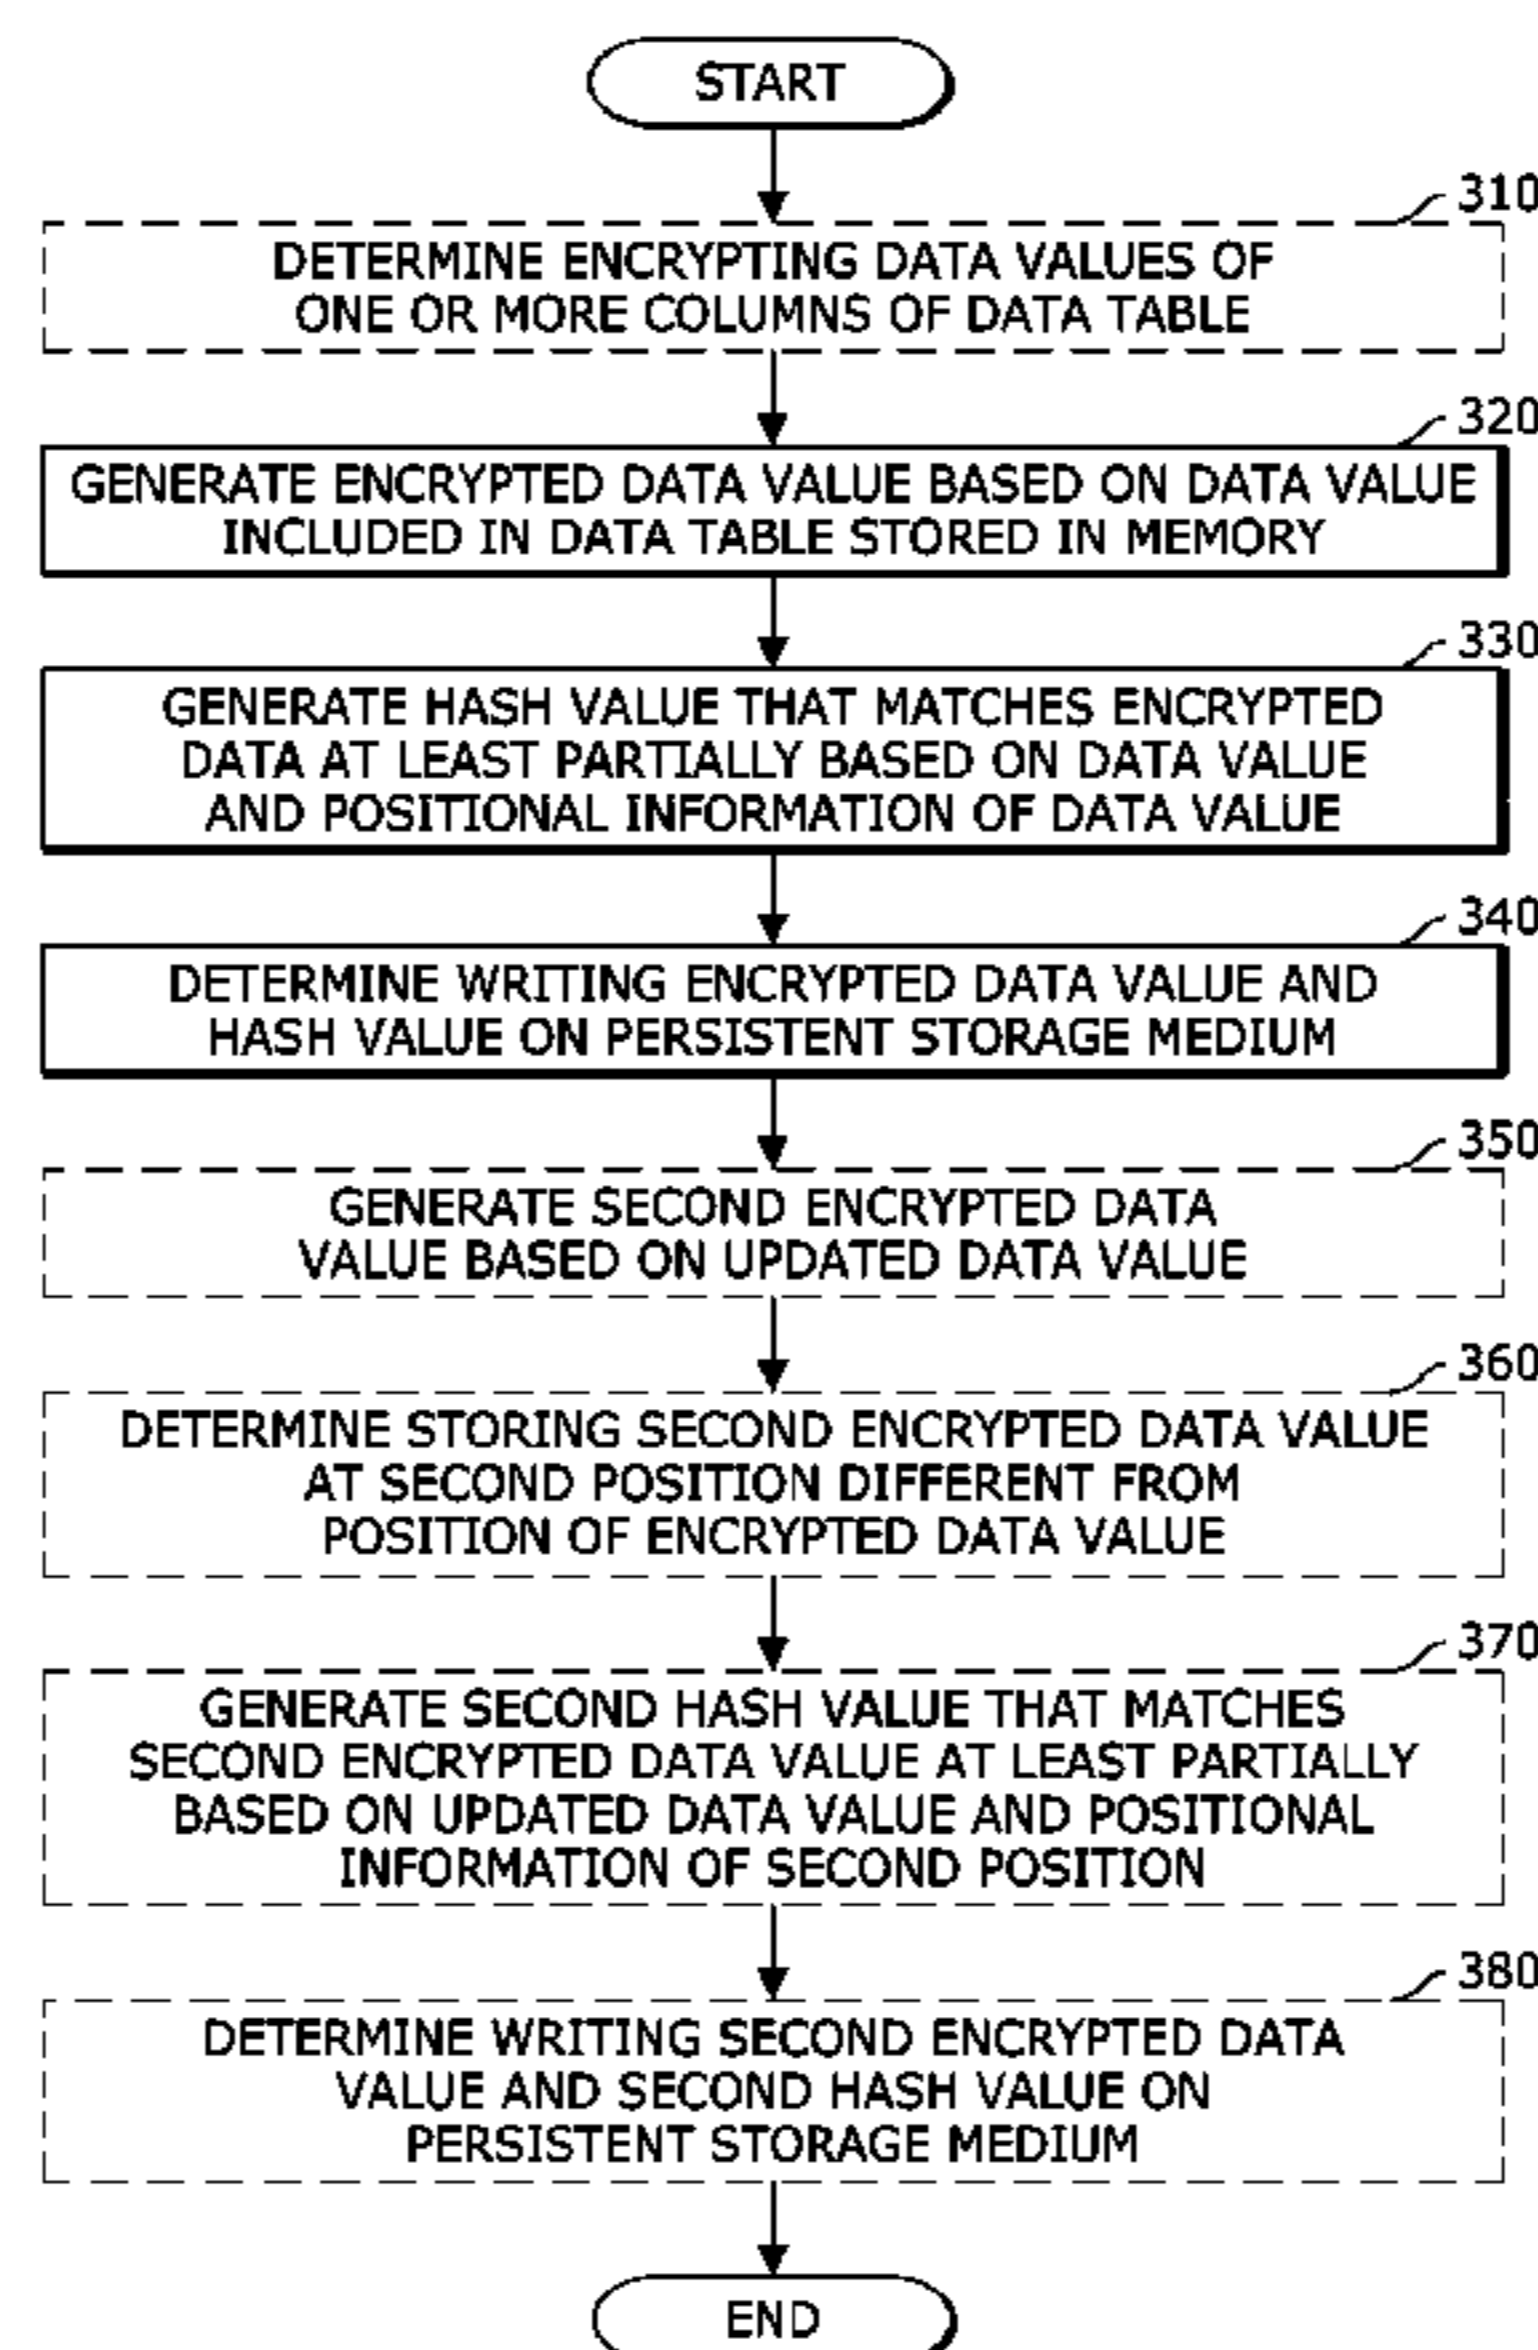 START
310
DETERMINE ENCRYPTING DATA VALUES OF
ONE OR MORE COLUMNS OF DATA TABLE
320
GENERATE ENCRYPTED DATA VALUE BASED ON DATA VALUE
INCLUDED IN DATA TABLE STORED IN MEMORY
330
GENERATE HASH VALUE THAT MATCHES ENCRYPTED
DATA AT LEAST PARTIALLY BASED ON DATA VALUE
AND POSITIONAL INFORMATION OF DATA VALUE
340
DETERMINE WRITING ENCRYPTED DATA VALUE AND
HASH VALUE ON PERSISTENT STORAGE MEDIUM
350
GENERATE SECOND ENCRYPTED DATA
VALUE BASED ON UPDATED DATA VALUE
360
DETERMINE STORING SECOND ENCRYPTED DATA VALUE
AT SECOND POSITION DIFFERENT FROM
POSITION OF ENCRYPTED DATA VALUE
370
GENERATE SECOND HASH VALUE THAT MATCHES
SECOND ENCRYPTED DATA VALUE AT LEAST PARTIALLY
BASED ON UPDATED DATA VALUE AND POSITIONAL
INFORMATION OF SECOND POSITION
380
DETERMINE WRITING SECOND ENCRYPTED DATA
VALUE AND SECOND HASH VALUE ON
PERSISTENT STORAGE MEDIUM
END